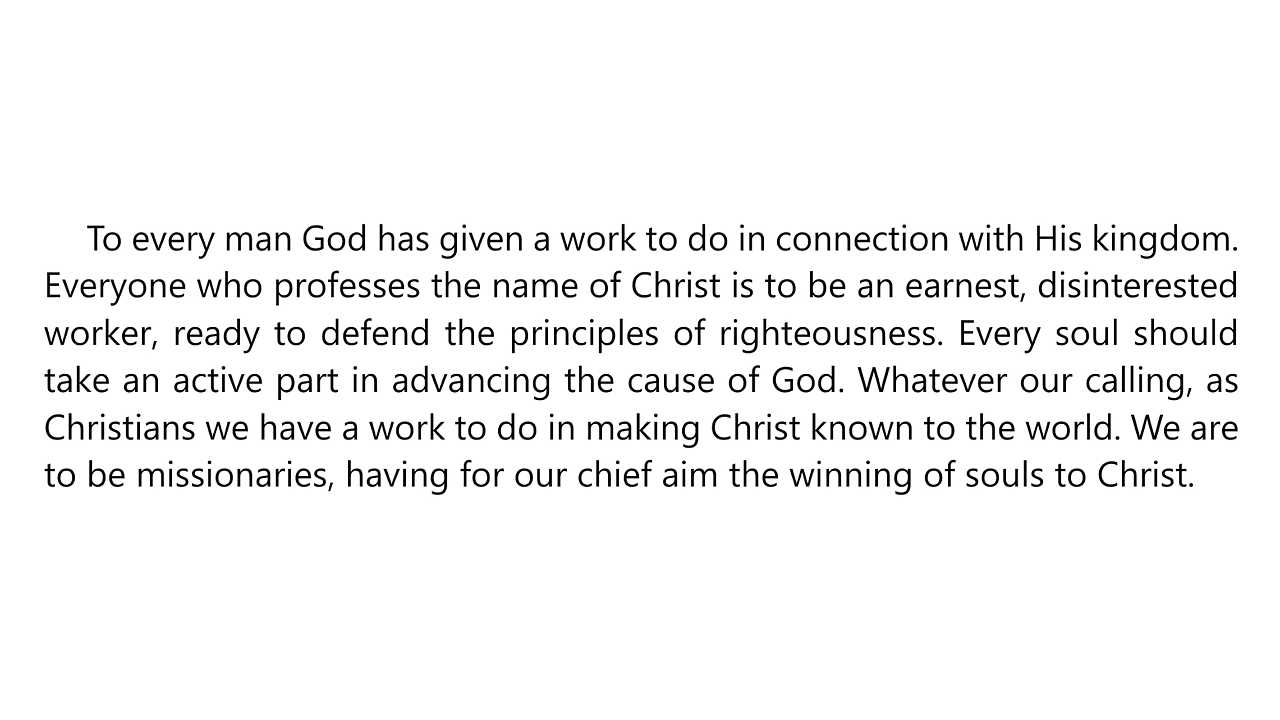 To every man God has given a work to do in connection with His kingdom.
Everyone who professes the name of Christ is to be an earnest, disinterested
worker, ready to defend the principles of righteousness. Every soul should
take an active part in advancing the cause of God. Whatever our calling, as
Christians we have a work to do in making Christ known to the world. We are
to be missionaries, having for our chief aim the winning of souls to Christ.